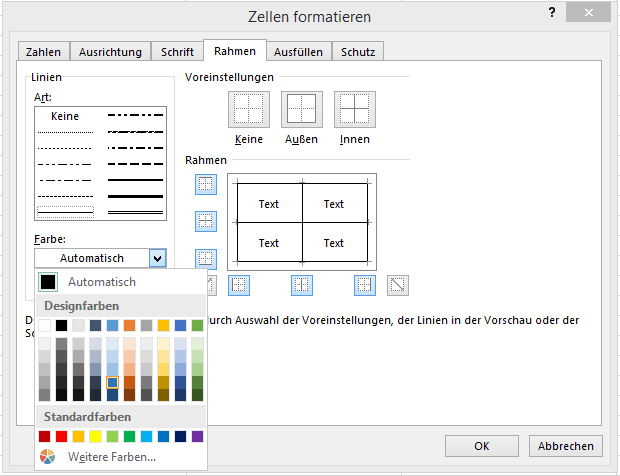 Zellen formatieren
?
Zahlen Ausrichtung Schrift Rahmen Ausfüllen Schutz
Linien
Art:
Keine
Voreinstellungen
Keine Außen Innen
Rahmen
Text Text
Text Text
Farbe:
Automatisch
Automatisch
Designfarben
Standardfarben
Weitere Farben...
durch Auswahl der Voreinstellungen, der Linien in der Vorschau oder der
OK Abbrechen